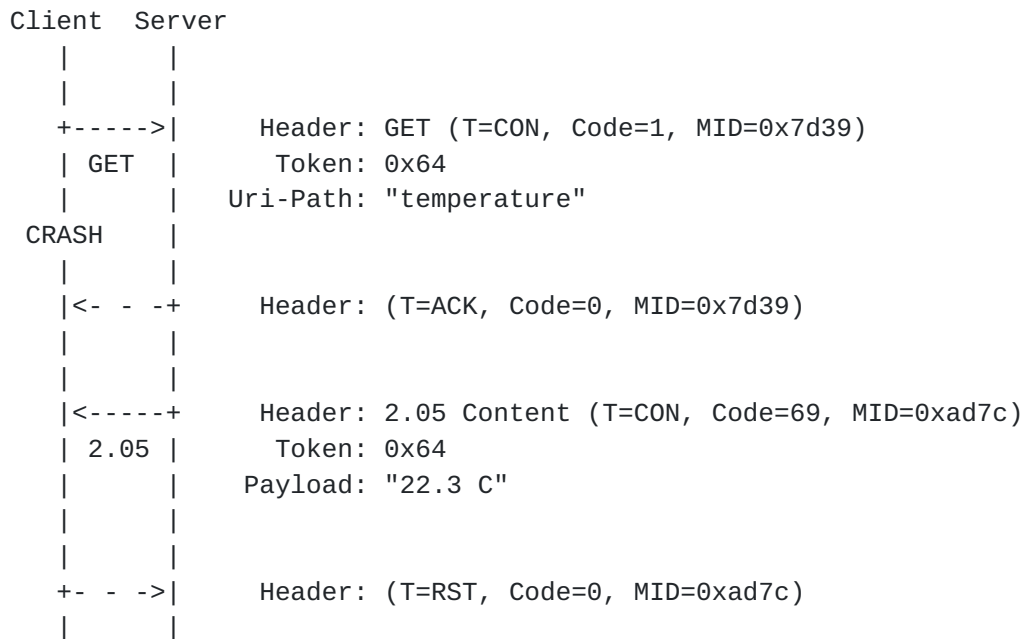 Client  Server
   |      |
   |      |
   +----->|     Header: GET (T=CON, Code=1, MID=0x7d39)
   | GET  |      Token: 0x64
   |      |   Uri-Path: "temperature"
 CRASH    |
   |      |
   |<- - -+     Header: (T=ACK, Code=0, MID=0x7d39)
   |      |
   |      |
   |<-----+     Header: 2.05 Content (T=CON, Code=69, MID=0xad7c)
   | 2.05 |      Token: 0x64
   |      |    Payload: "22.3 C"
   |      |
   |      |
   +- - ->|     Header: (T=RST, Code=0, MID=0xad7c)
   |      |